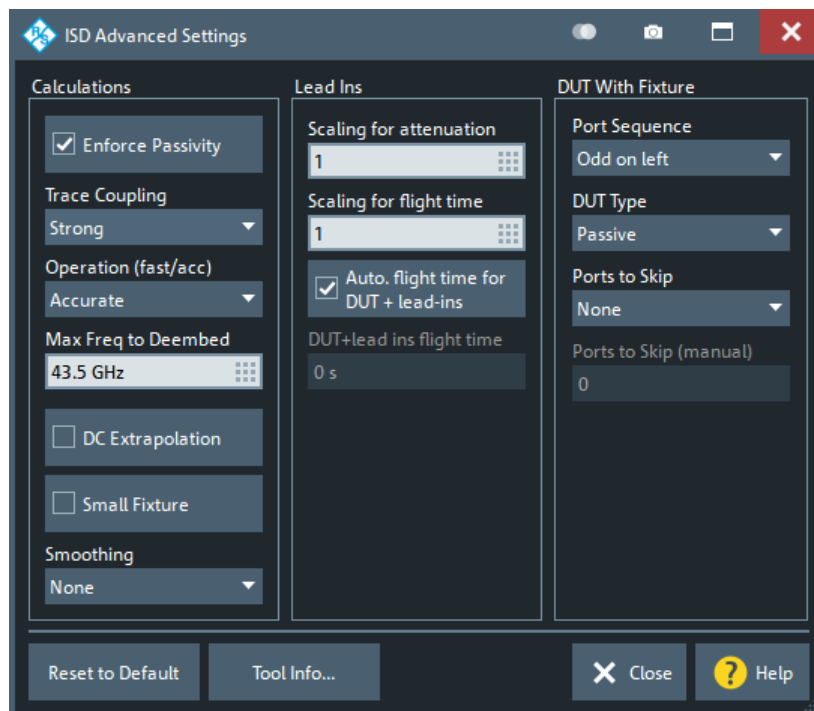 R&S ISD Advanced Settings
Calculations
Enforce Passivity
Trace Coupling
Strong
Operation (fast/acc)
Accurate
Max Freq to Deembed
43.5 GHz
DC Extrapolation
Small Fixture
Smoothing
None
Lead Ins
Scaling for attenuation
1
Scaling for flight time
1
Auto. flight time for
DUT + lead-ins
DUT+lead ins flight time
0 s
DUT With Fixture
Port Sequence
Odd on left
DUT Type
Passive
Ports to Skip
None
Ports to Skip (manual)
0
Reset to Default
Tool Info...
Close
? Help